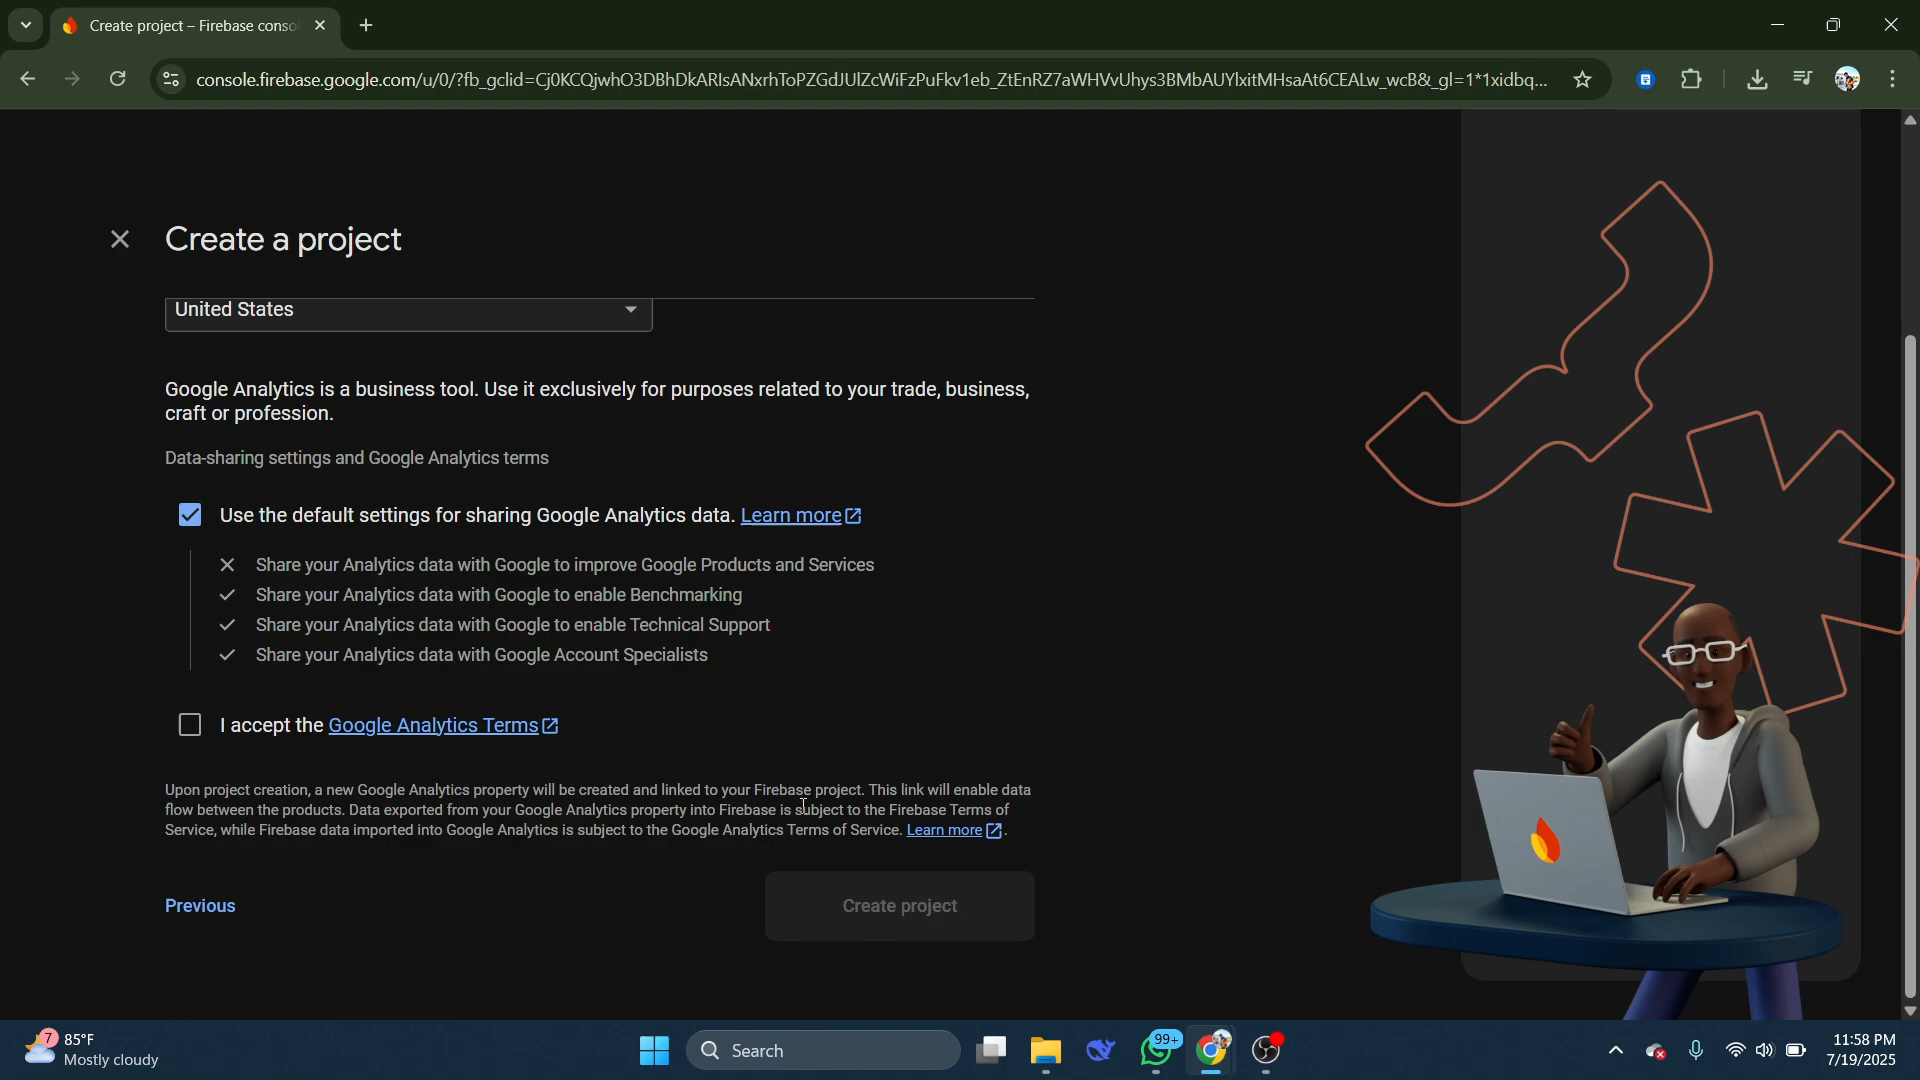 Create project – Firebase conso
console.firebase.google.com/u/0/?fb_gclid=Cj0KCQjwhO3DBhDkARIsANxrhToPZGdJUlZcWiFzPuFkv1eb_ZtEnRZ7aWHVvUhys3BMbAUYlxitMHsaAt6CEALw_wcB&_gl=1*1xidbq...
Create a project
United States
Google Analytics is a business tool. Use it exclusively for purposes related to your trade, business,
craft or profession.
Data-sharing settings and Google Analytics terms
Use the default settings for sharing Google Analytics data. Learn more
Share your Analytics data with Google to improve Google Products and Services
Share your Analytics data with Google to enable Benchmarking
Share your Analytics data with Google to enable Technical Support
Share your Analytics data with Google Account Specialists
I accept the Google Analytics Terms
Upon project creation, a new Google Analytics property will be created and linked to your Firebase project. This link will enable data
flow between the products. Data exported from your Google Analytics property into Firebase is subject to the Firebase Terms of
Service, while Firebase data imported into Google Analytics is subject to the Google Analytics Terms of Service. Learn more .
Previous
Create project
7
85°F
Mostly cloudy
Search
99+
11:58 PM
7/19/2025